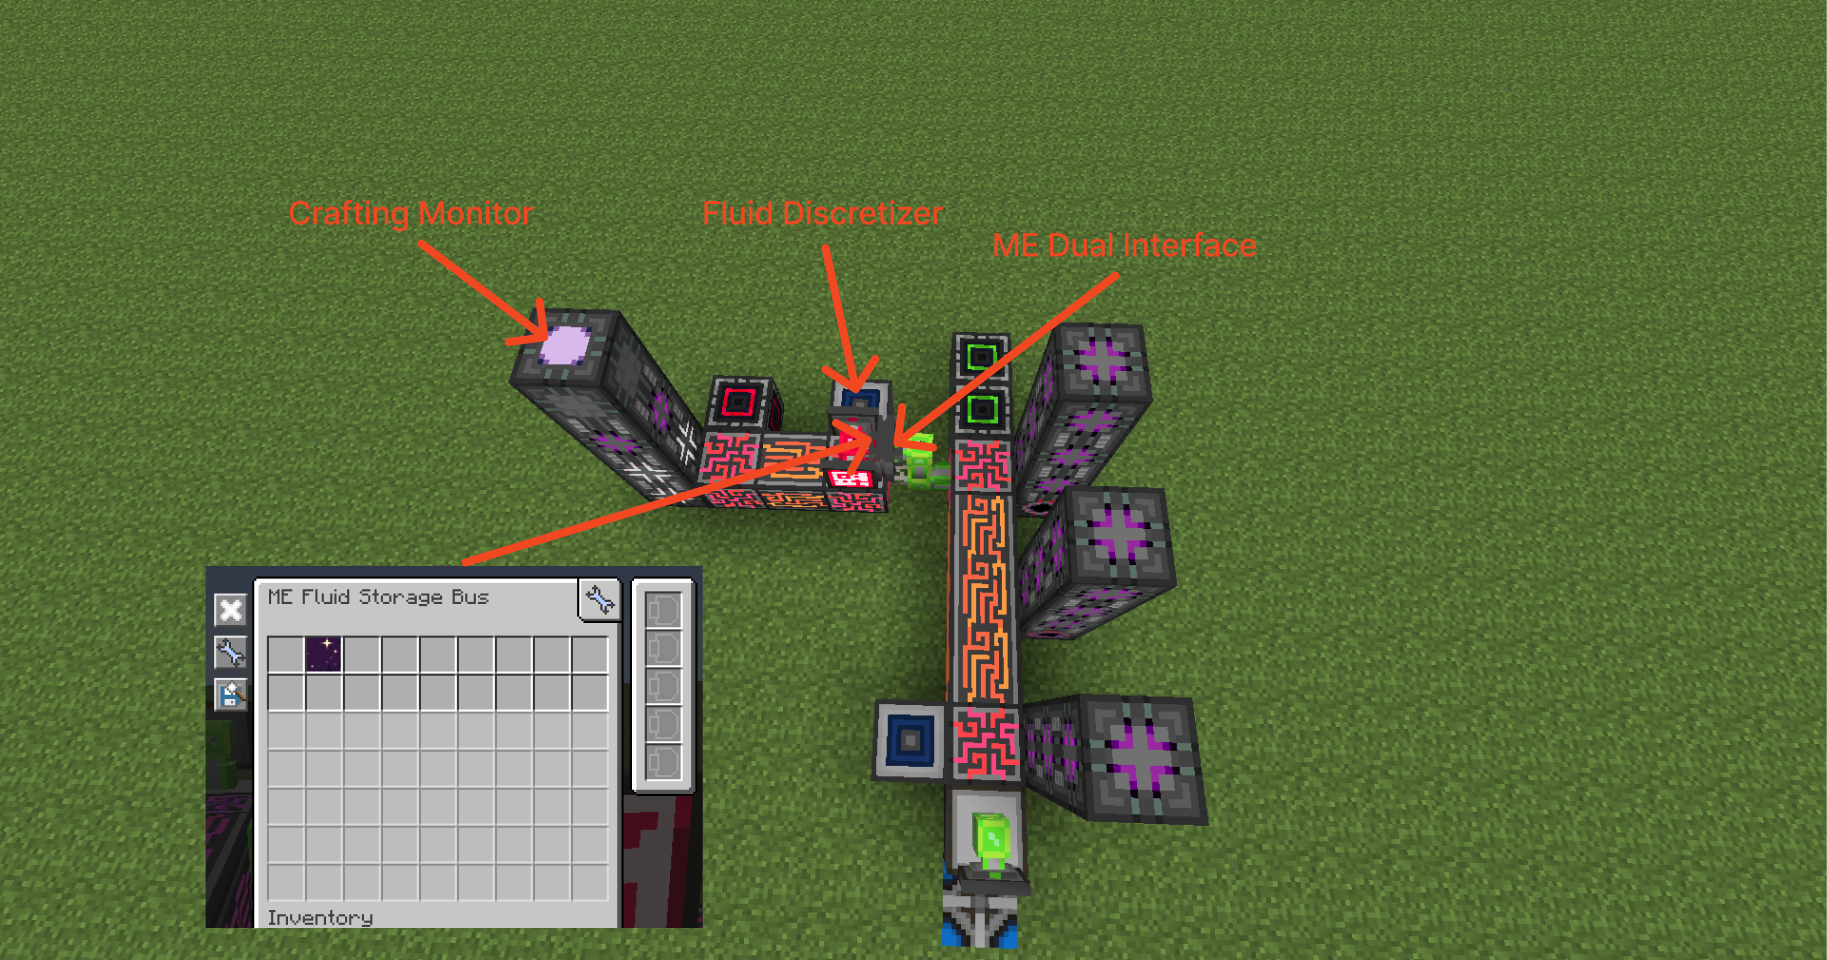 Crafting Monitor
Fluid Discretizer
ME Dual Interface
ME Fluid Storage Bus
Inventory